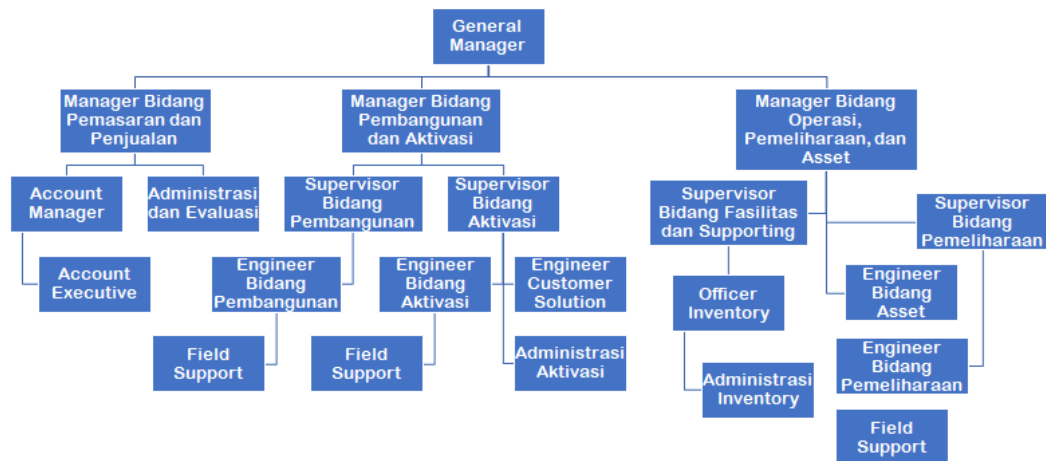 General
Manager
Manager Bidang
Pemasaran dan
Penjualan
Manager Bidang
Pembangunan
dan Aktivasi
Manager Bidang
Operasi,
Pemeliharaan, dan
Asset
Account
Manager
Administrasi
dan Evaluasi
Supervisor
Bidang
Pembangunan
Supervisor
Bidang
Aktivasi
Supervisor
Bidang Fasilitas
dan Supporting
Supervisor
Bidang
Pemeliharaan
Account
Executive
Engineer
Bidang
Pembangunan
Engineer
Bidang
Aktivasi
Engineer
Customer
Solution
Officer
Inventory
Engineer
Bidang
Asset
Field
Support
Field
Support
Administrasi
Aktivasi
Administrasi
Inventory
Engineer
Bidang
Pemeliharaan
Field
Support